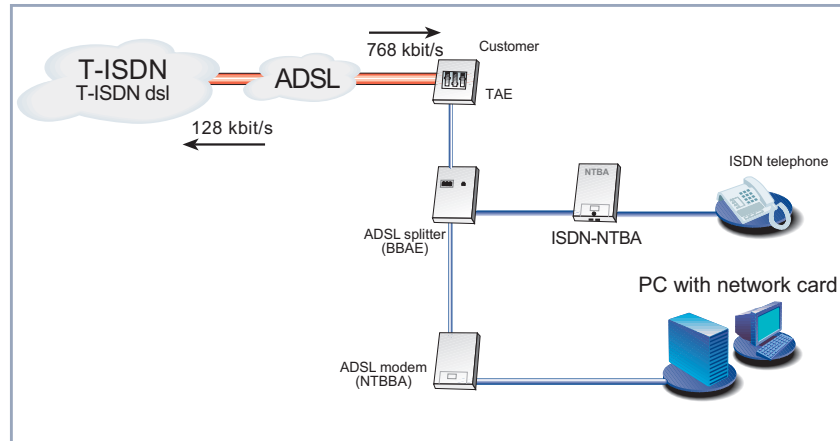 768 kbit/s
Customer
T-ISDN
T-ISDN dsl
ADSL
TAE
128 kbit/s
NTBA
ISDN telephone
ADSL splitter
(BBAE)
ISDN-NTBA
PC with network card
ADSL modem
(NTBBA)